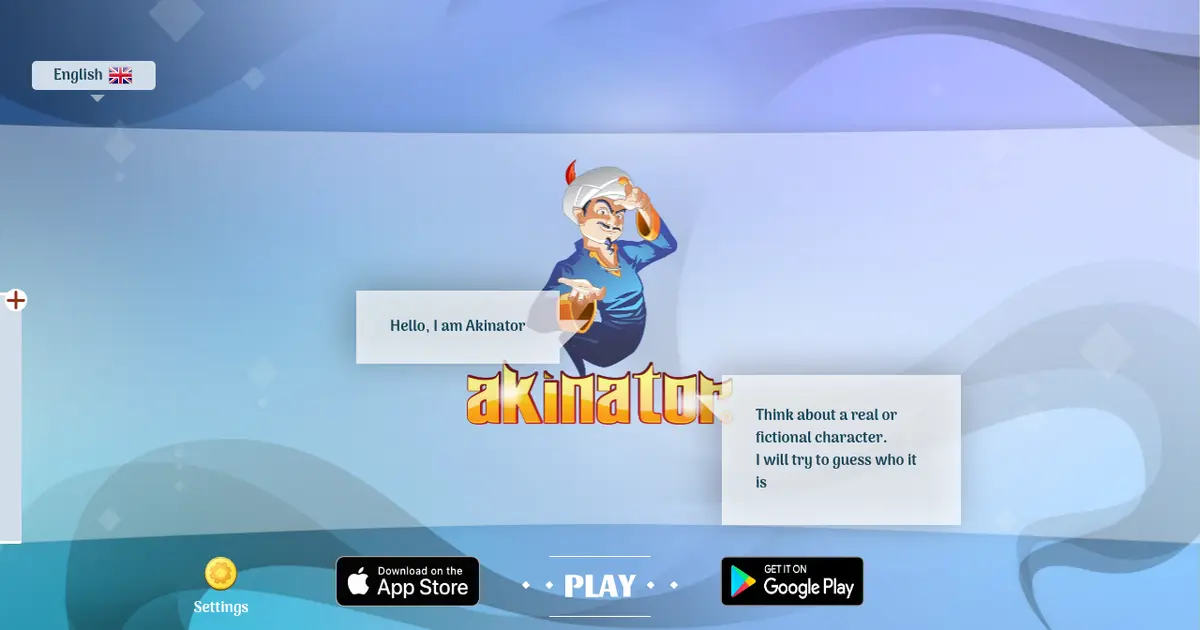 English
Hello, I am Akinator
akinator
Think about a real or
fictional character.
I will try to guess who it
is
Settings
Download on the
App Store
PLAY
GET IT ON
Google Play